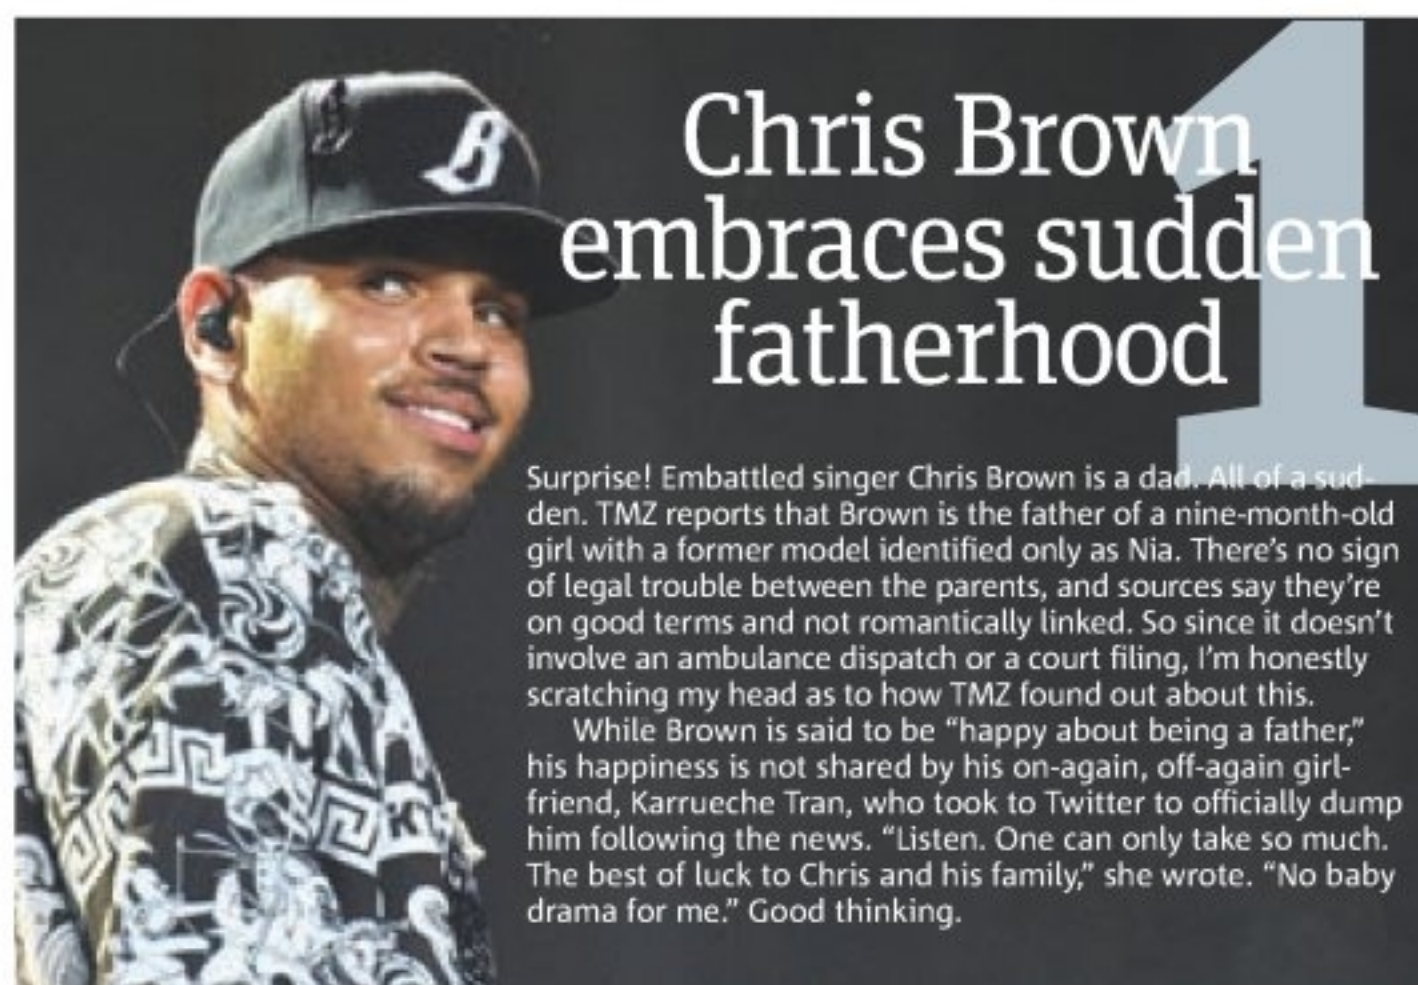 1
Chris Brown
embraces sudden
fatherhood
Surprise! Embattled singer Chris Brown is a dad. All of a sud-
den. TMZ reports that Brown is the father of a nine-month-old
girl with a former model identified only as Nia. There’s no sign
of legal trouble between the parents, and sources say they’re
on good terms and not romantically linked. So since it doesn’t
involve an ambulance dispatch or a court filing, I’m honestly
scratching my head as to how TMZ found out about this.
While Brown is said to be “happy about being a father,”
his happiness is not shared by his on-again, off-again girl-
friend, Karrueche Tran, who took to Twitter to officially dump
him following the news. “Listen. One can only take so much.
The best of luck to Chris and his family,” she wrote. “No baby
drama for me.” Good thinking.
B